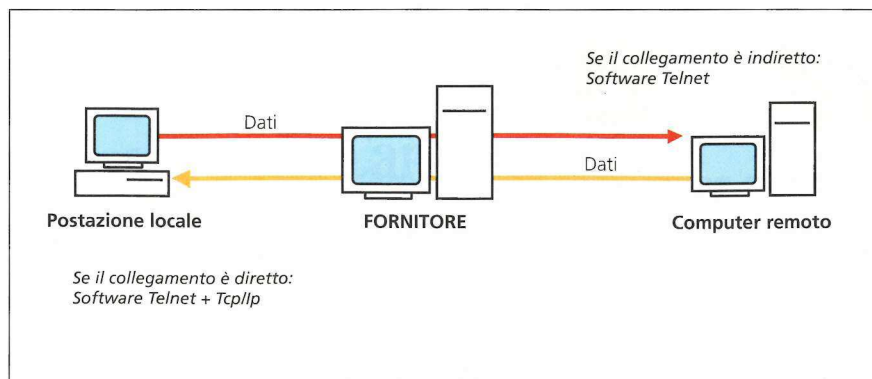 Se il collegamento è indiretto:
Software Telnet
Dati
Dati
Postazione locale
FORNITORE
Computer remoto
Se il collegamento è diretto:
Software Telnet + Tcp/Ip